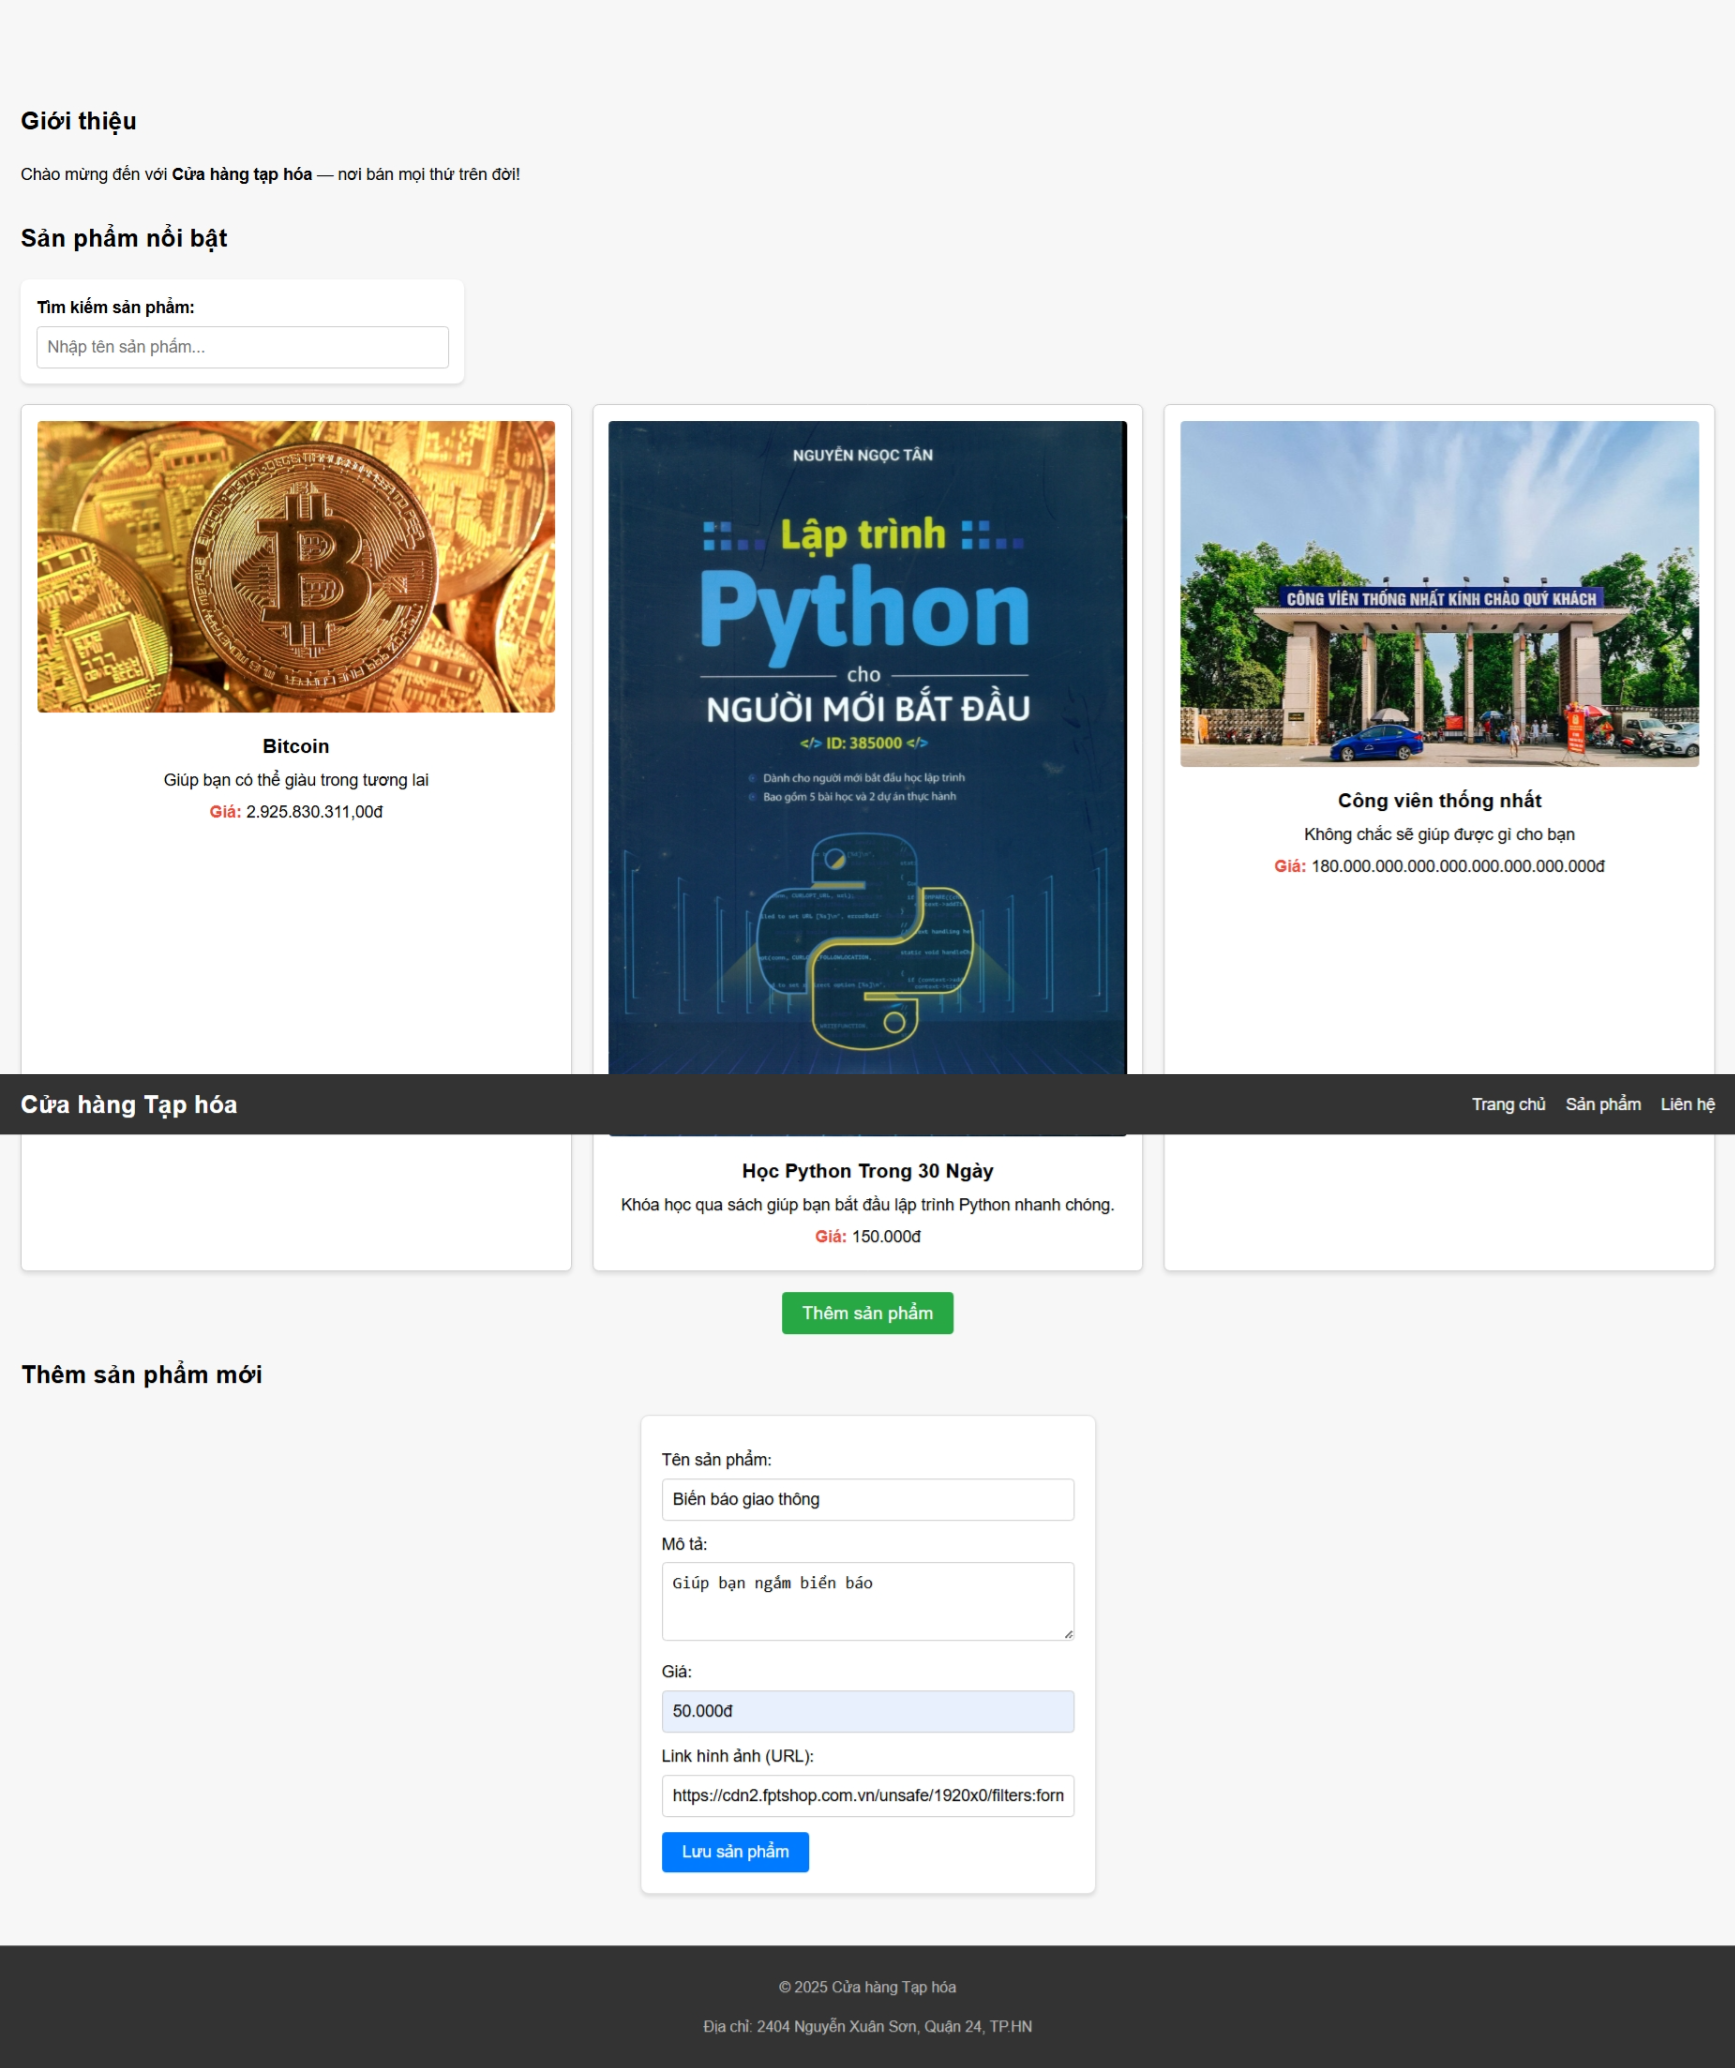 Giới thiệu
Chào mừng đến với Cửa hàng tạp hóa — nơi bán mọi thứ trên đời!
Sản phẩm nổi bật
Tìm kiếm sản phẩm:
Nhập tên sản phẩm...
Bitcoin
Giúp bạn có thể giàu trong tương lai
Giá: 2.925.830.311,00đ
NGUYỄN NGỌC TÂN
Lập trình
Python
cho
NGƯỜI MỚI BẮT ĐẦU
</> ID: 385000 </>
Dành cho người mới bắt đầu học lập trình
Bao gồm 5 bài học và 2 dự án thực hành
CÔNG VIÊN THỐNG NHẤT KÍNH CHÀO QUÝ KHÁCH
Công viên thống nhất
Không chắc sẽ giúp được gì cho bạn
Giá: 180.000.000.000.000.000.000.000.000đ
Cửa hàng Tạp hóa
Trang chủ Sản phẩm Liên hệ
Học Python Trong 30 Ngày
Khóa học qua sách giúp bạn bắt đầu lập trình Python nhanh chóng.
Giá: 150.000đ
Thêm sản phẩm
Thêm sản phẩm mới
Tên sản phẩm:
Biến báo giao thông
Mô tả:
Giúp bạn ngắm biển báo
Giá:
50.000đ
Link hình ảnh (URL):
https://cdn2.fptshop.com.vn/unsafe/1920x0/filters:forn
Lưu sản phẩm
© 2025 Cửa hàng Tạp hóa
Địa chỉ: 2404 Nguyễn Xuân Sơn, Quận 24, TP.HN